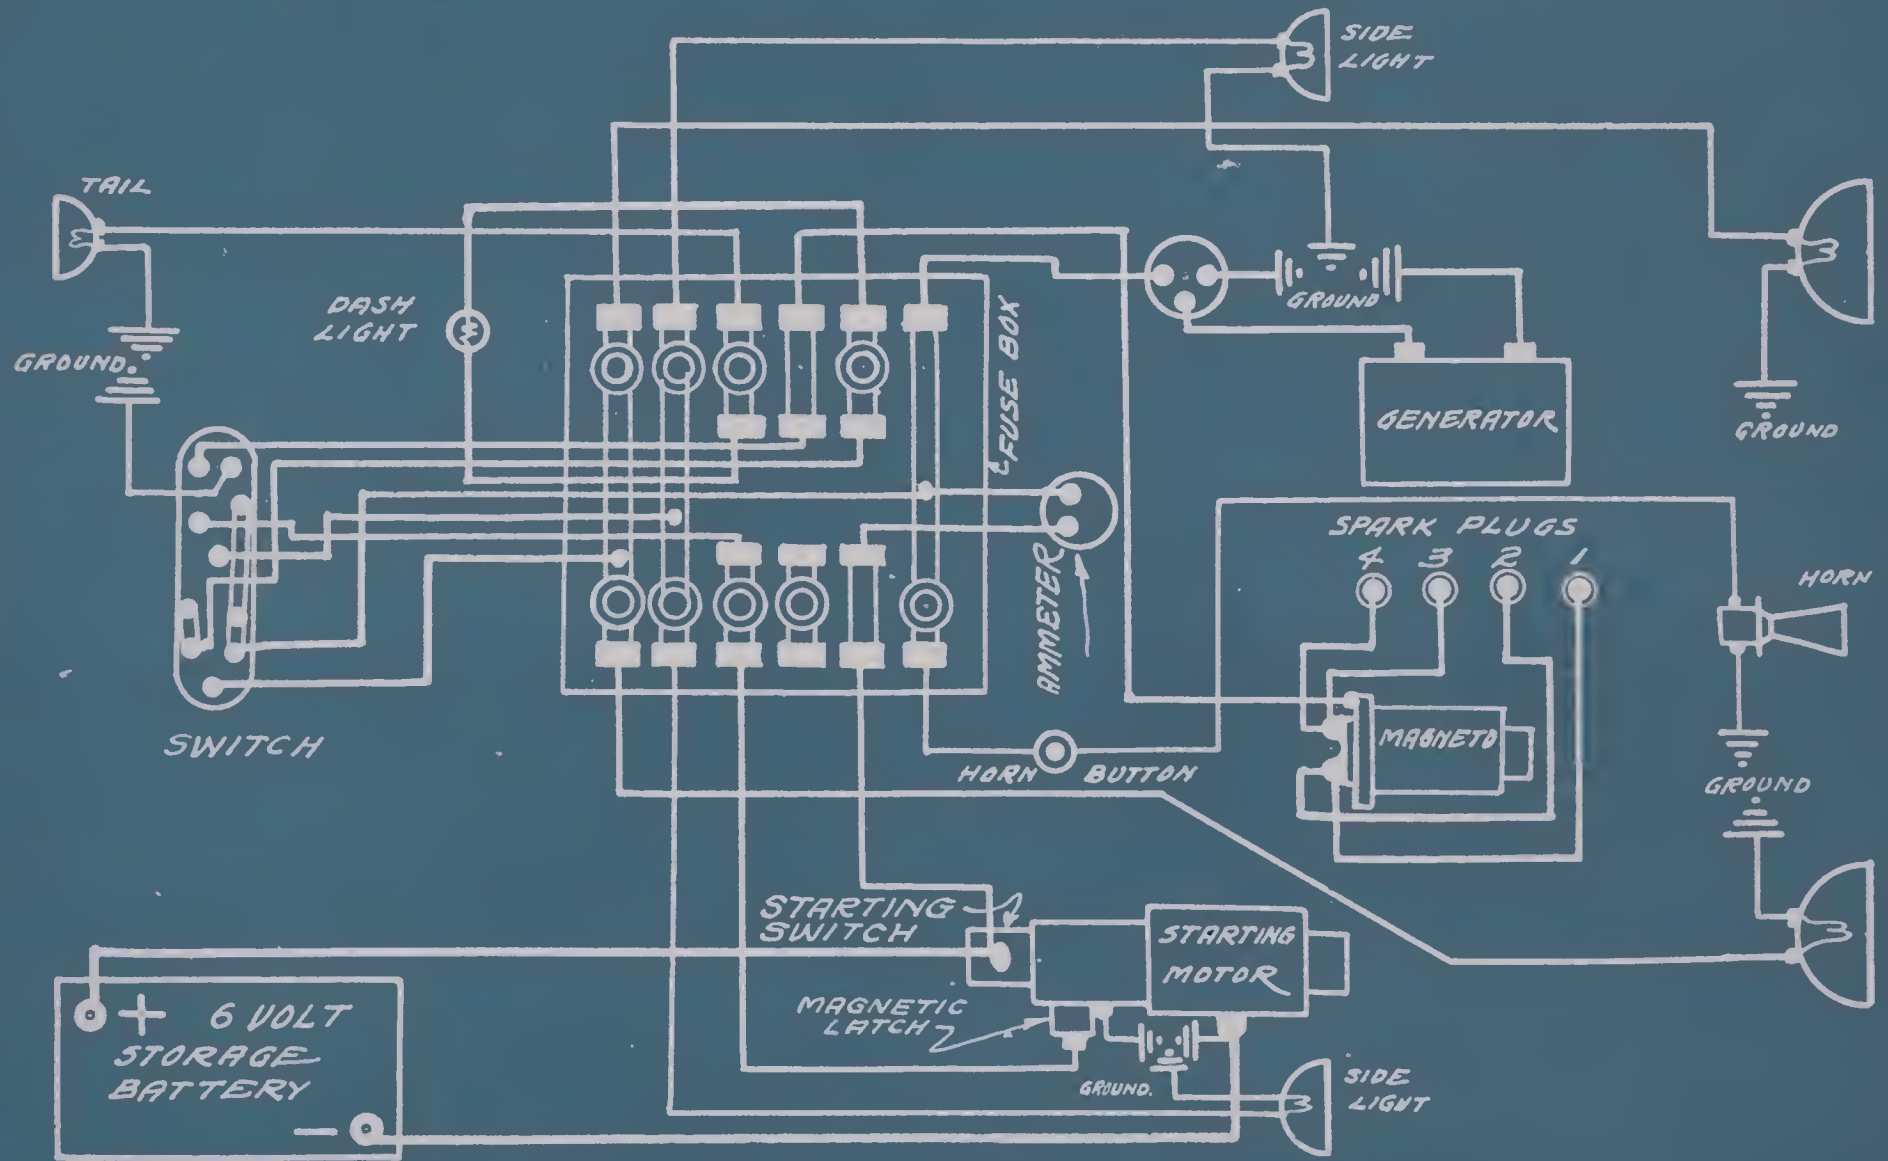 SIDE
LIGHT
TAIL
DASH
LIGHT
GROUND.
FUSE BOX
GROUND
GENERATOR
GROUND
SPARK PLUGS
4 3 2 1
HORN
AMMETER
SWITCH
MAGNETO
HORN BUTTON
GROUND
STARTING
SWITCH
STARTING
MOTOR
MAGNETIC
LATCH
+ 6 VOLT
STORAGE
BATTERY
-
GROUND.
SIDE
LIGHT